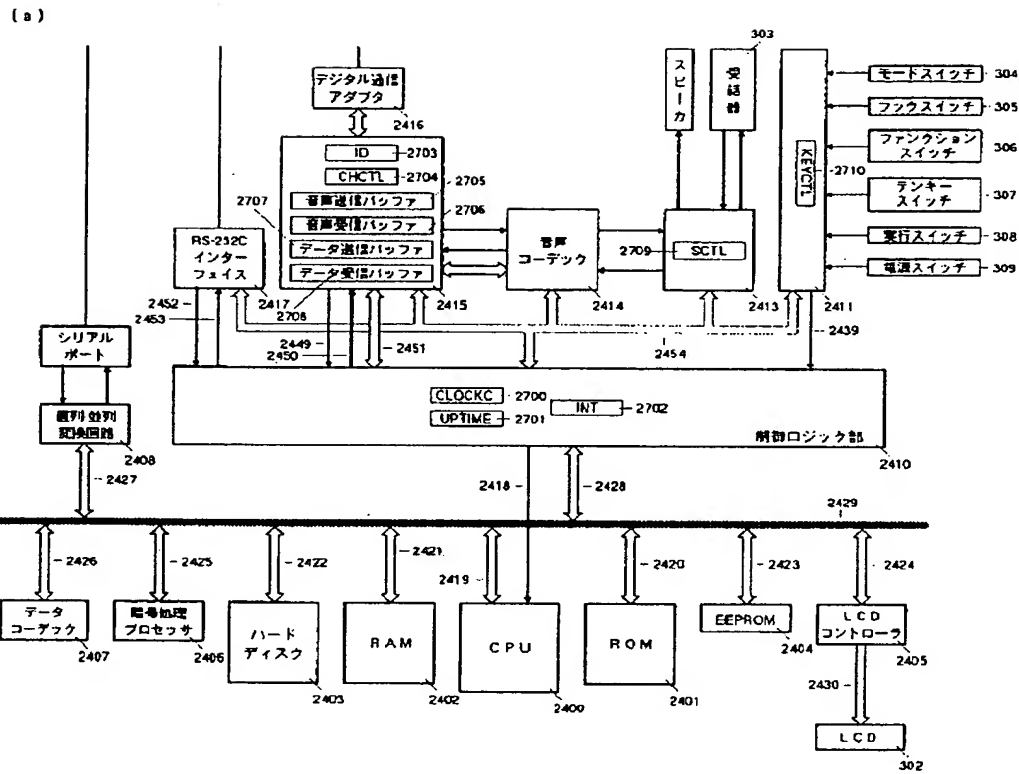 (a)
デジタル通信
アダプタ
2416
ID
2703
CHCTL
2704
音声送信バッファ
2705
音声受信バッファ
2706
2707
データ送信バッファ
データ受信バッファ
2708
2415
RS-232C
インター
フェイス
2417
2452
2453
2449
2450
2451
音声
コーデック
2414
スピーカ
受話器
303
2709
SCTL
2413
KEYCTL
2710
2411
2439
2454
モードスイッチ
304
フックスイッチ
305
ファンクション
スイッチ
306
テンキー
スイッチ
307
実行スイッチ
308
電源スイッチ
309
シリアル
ポート
直列並列
変換回路
2408
2427
CLOCKC
2700
UPTIME
2701
INT
2702
制御ロジック部
2410
2418
2428
2429
2426
2425
2422
2421
2419
2420
2423
2424
データ
コーデック
2407
暗号処理
プロセッサ
2406
ハード
ディスク
2403
RAM
2402
CPU
2400
ROM
2401
EEPROM
2404
LCD
コントローラ
2405
2430
LCD
302